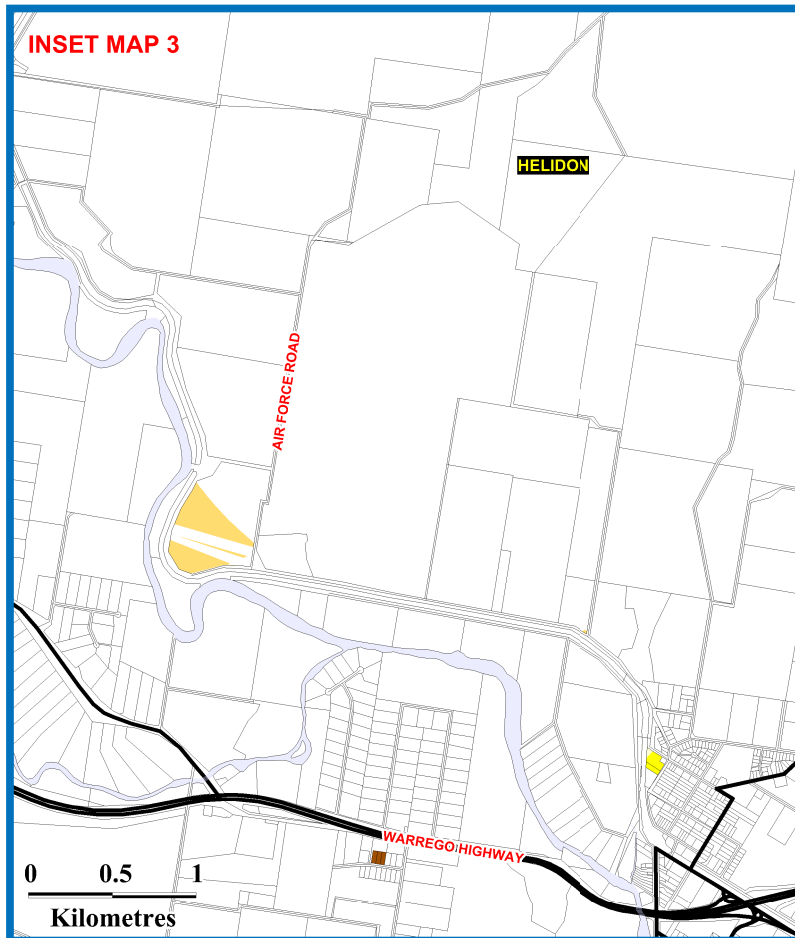 INSET MAP 3
HELIDON
AIR FORCE ROAD
WARREGO HIGHWAY
0 0.5 1
Kilometres